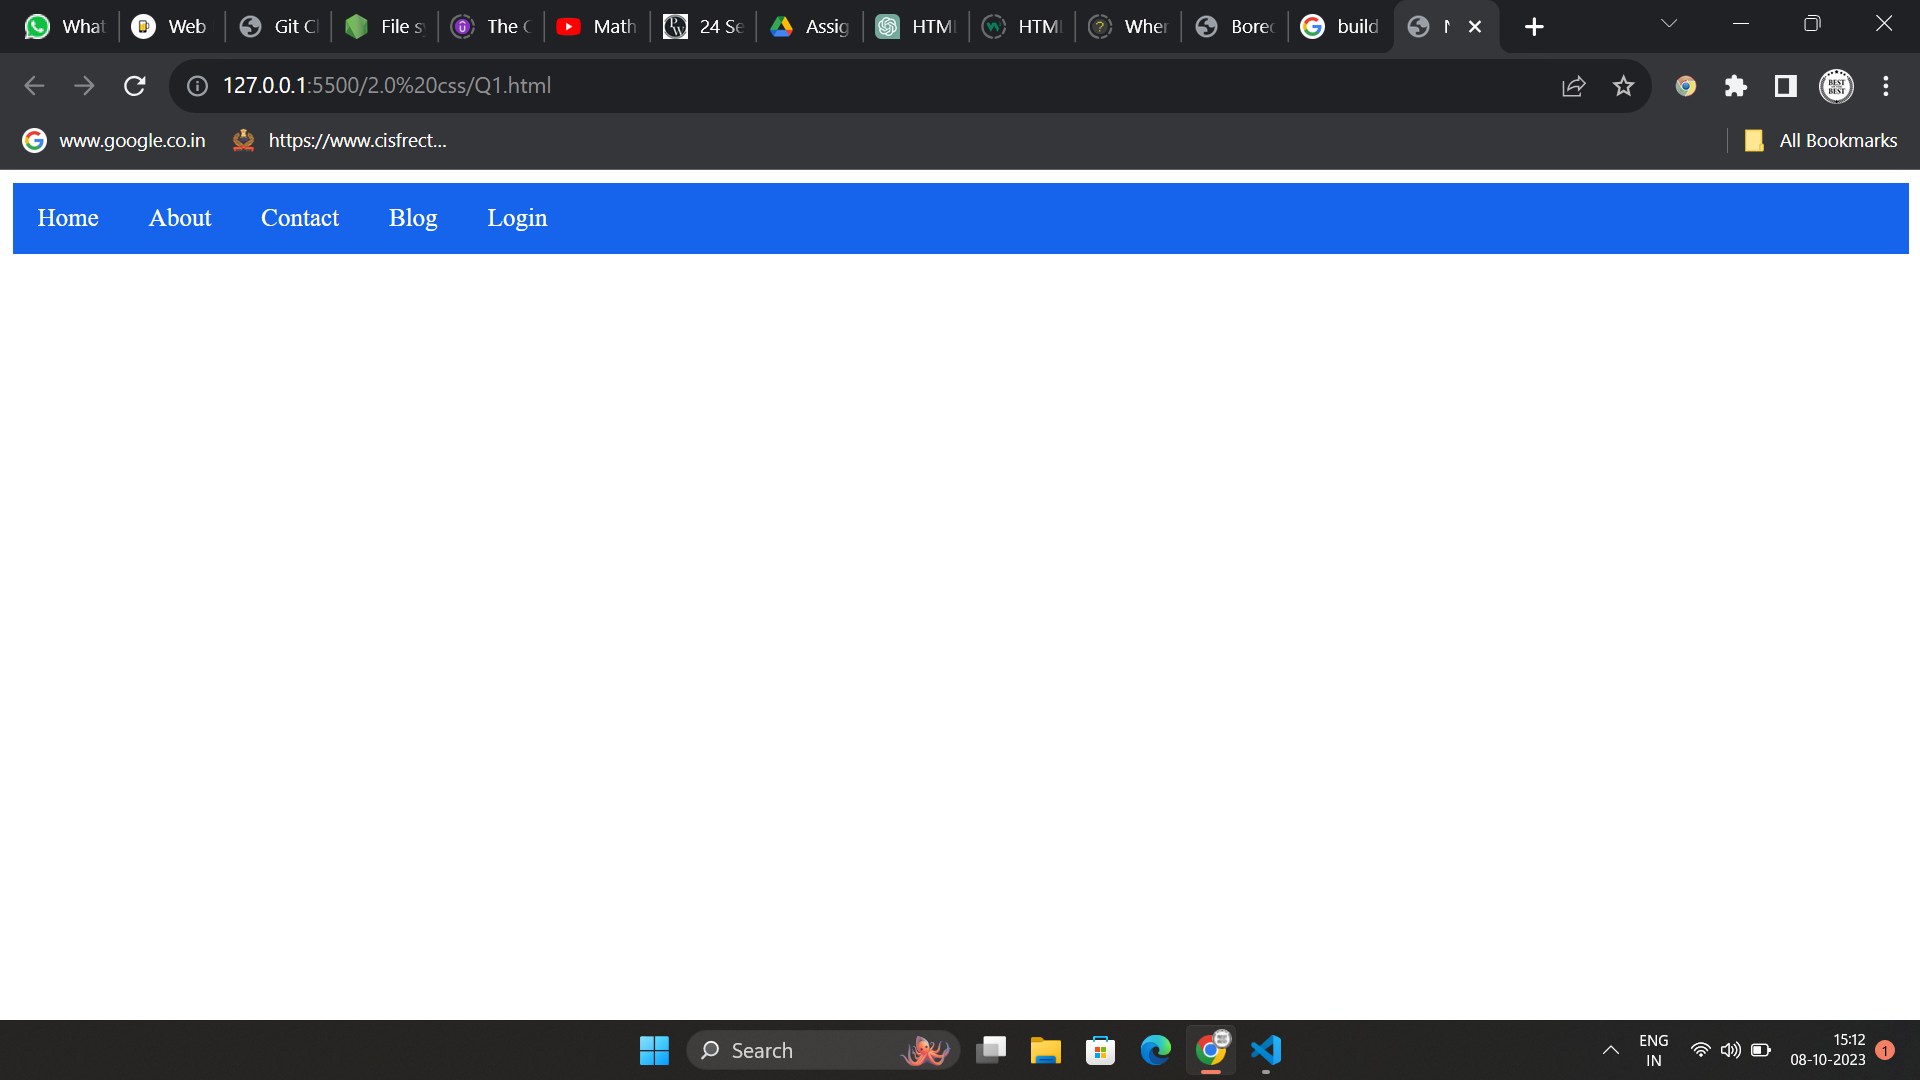 What Web Git Cl File sy The C Math 24 Se Assig HTML HTML Wher Bored build
127.0.0.1:5500/2.0%20css/Q1.html
www.google.co.in https://www.cisfrect... All Bookmarks
Home About Contact Blog Login
Search ENG 15:12
IN 08-10-2023 1